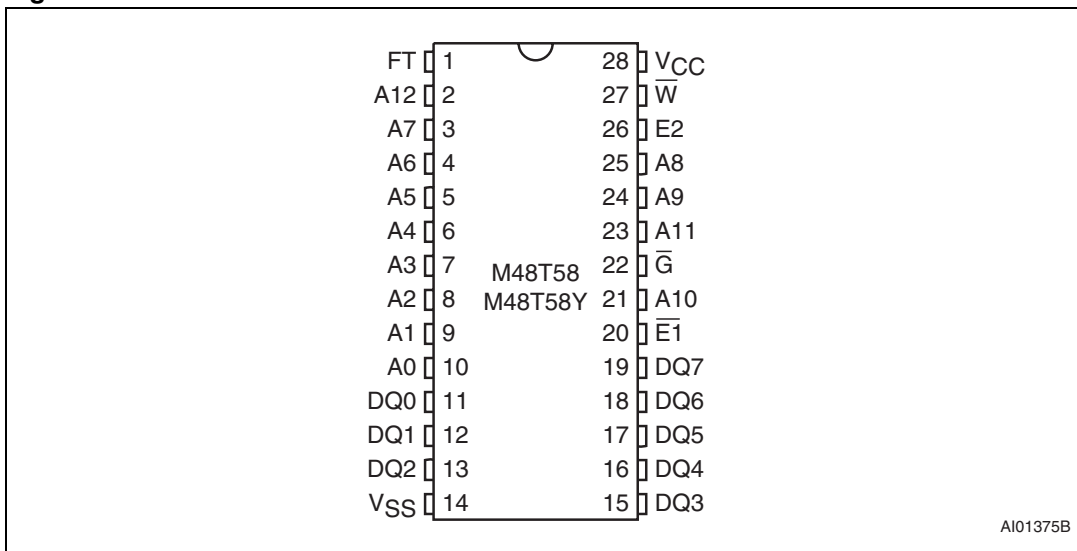 FT 1 28 VCC
A12 2 27 W̅
A7 3 26 E2
A6 4 25 A8
A5 5 24 A9
A4 6 23 A11
A3 7 M48T58 22 G̅
A2 8 M48T58Y 21 A10
A1 9 20 E̅1̅
A0 10 19 DQ7
DQ0 11 18 DQ6
DQ1 12 17 DQ5
DQ2 13 16 DQ4
VSS 14 15 DQ3
AI01375B